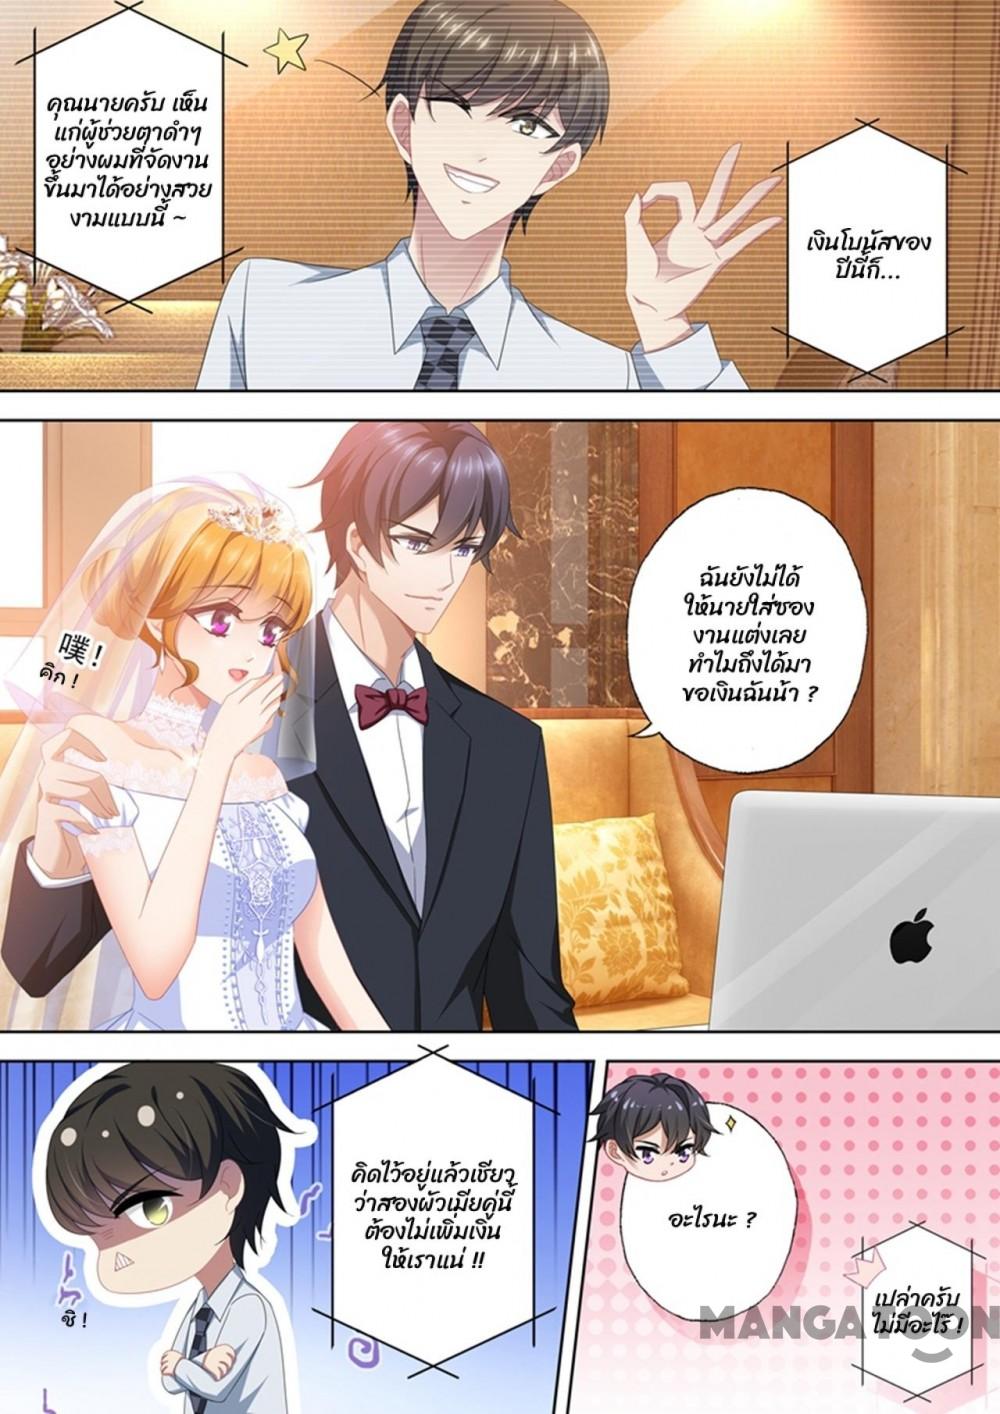 คุณนายครับ เห็น
แก่ผู้ช่วยตาดำๆ
อย่างผมที่จัดงาน
ขึ้นมาได้อย่างสวย
งามแบบนี้ ~
เงินโบนัสของ
ปีนี้ก็...
噗!
คิก !
ฉันยังไม่ได้
ให้นายใส่ซอง
งานแต่งเลย
ทำไมถึงได้มา
ขอเงินฉันน้า ?
คิดไว้อยู่แล้วเชียว
ว่าสองผัวเมียคู่นี้
ต้องไม่เพิ่มเงิน
ให้เราแน่ !!
ชิ !
อะไรนะ ?
เปล่าครับ
ไม่มีอะไร๊ !
MANGATOON